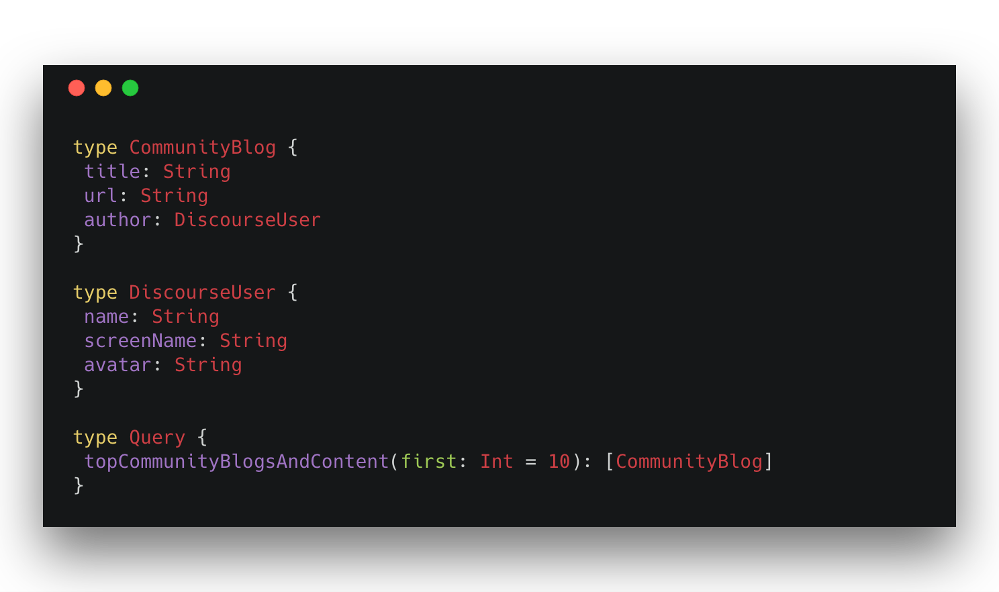 type CommunityBlog {
 title: String
 url: String
 author: DiscourseUser
}

type DiscourseUser {
 name: String
 screenName: String
 avatar: String
}

type Query {
 topCommunityBlogsAndContent(first: Int = 10): [CommunityBlog]
}